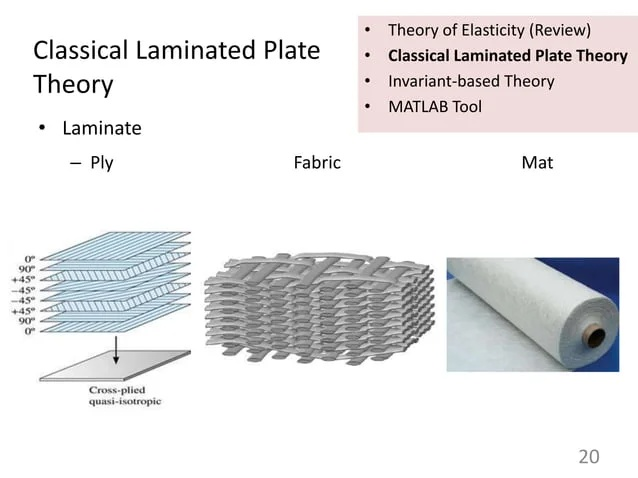 Classical Laminated Plate
Theory
• Theory of Elasticity (Review)
• Classical Laminated Plate Theory
• Invariant-based Theory
• MATLAB Tool
• Laminate
– Ply Fabric Mat
0°
90°
+45°
−45°
−45°
+45°
90°
0°
Cross-plied
quasi-isotropic
20